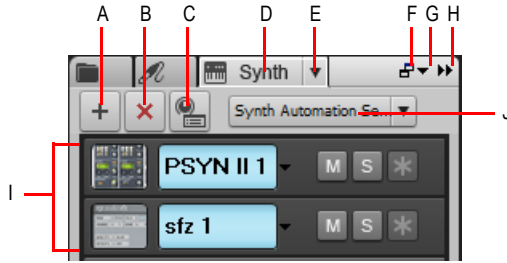 A B C D E F G H
Synth
Synth Automation Se...
I
PSYN II 1 M S
sfz 1 M S